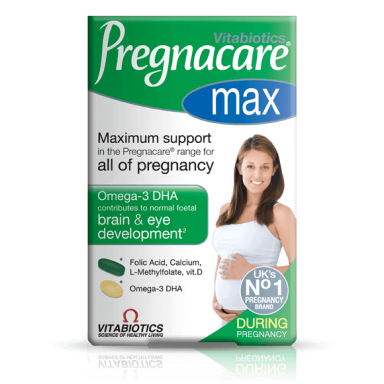 Vitabiotics
Pregnacare®
max
Maximum support
in the Pregnacare® range for
all of pregnancy
Omega-3 DHA
contributes to normal foetal
brain & eye
development²
Folic Acid, Calcium,
L-Methylfolate, vit.D
Omega-3 DHA
UK's
Nº1
PREGNANCY
BRAND
VITABIOTICS
SCIENCE OF HEALTHY LIVING
DURING
PREGNANCY